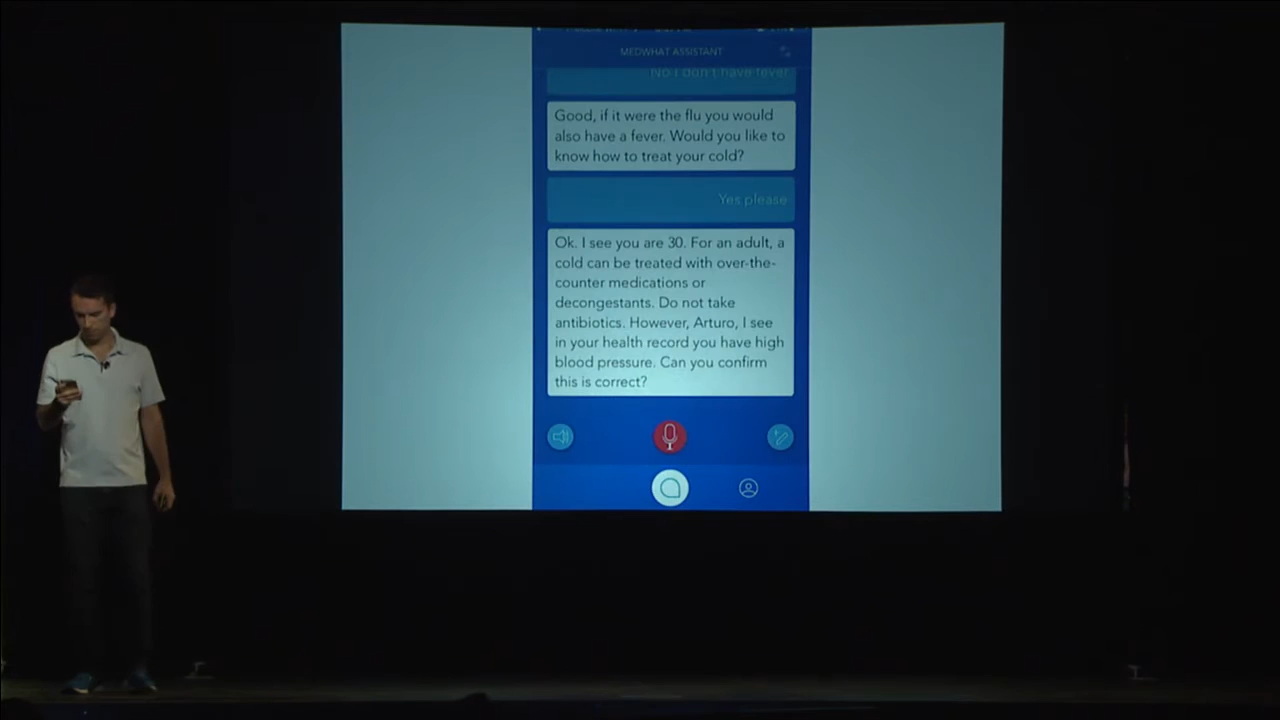 MEDWHAT ASSISTANT
No I don't have fever
Good, if it were the flu you would
also have a fever. Would you like to
know how to treat your cold?
Yes please
Ok. I see you are 30. For an adult, a
cold can be treated with over-the-
counter medications or
decongestants. Do not take
antibiotics. However, Arturo, I see
in your health record you have high
blood pressure. Can you confirm
this is correct?